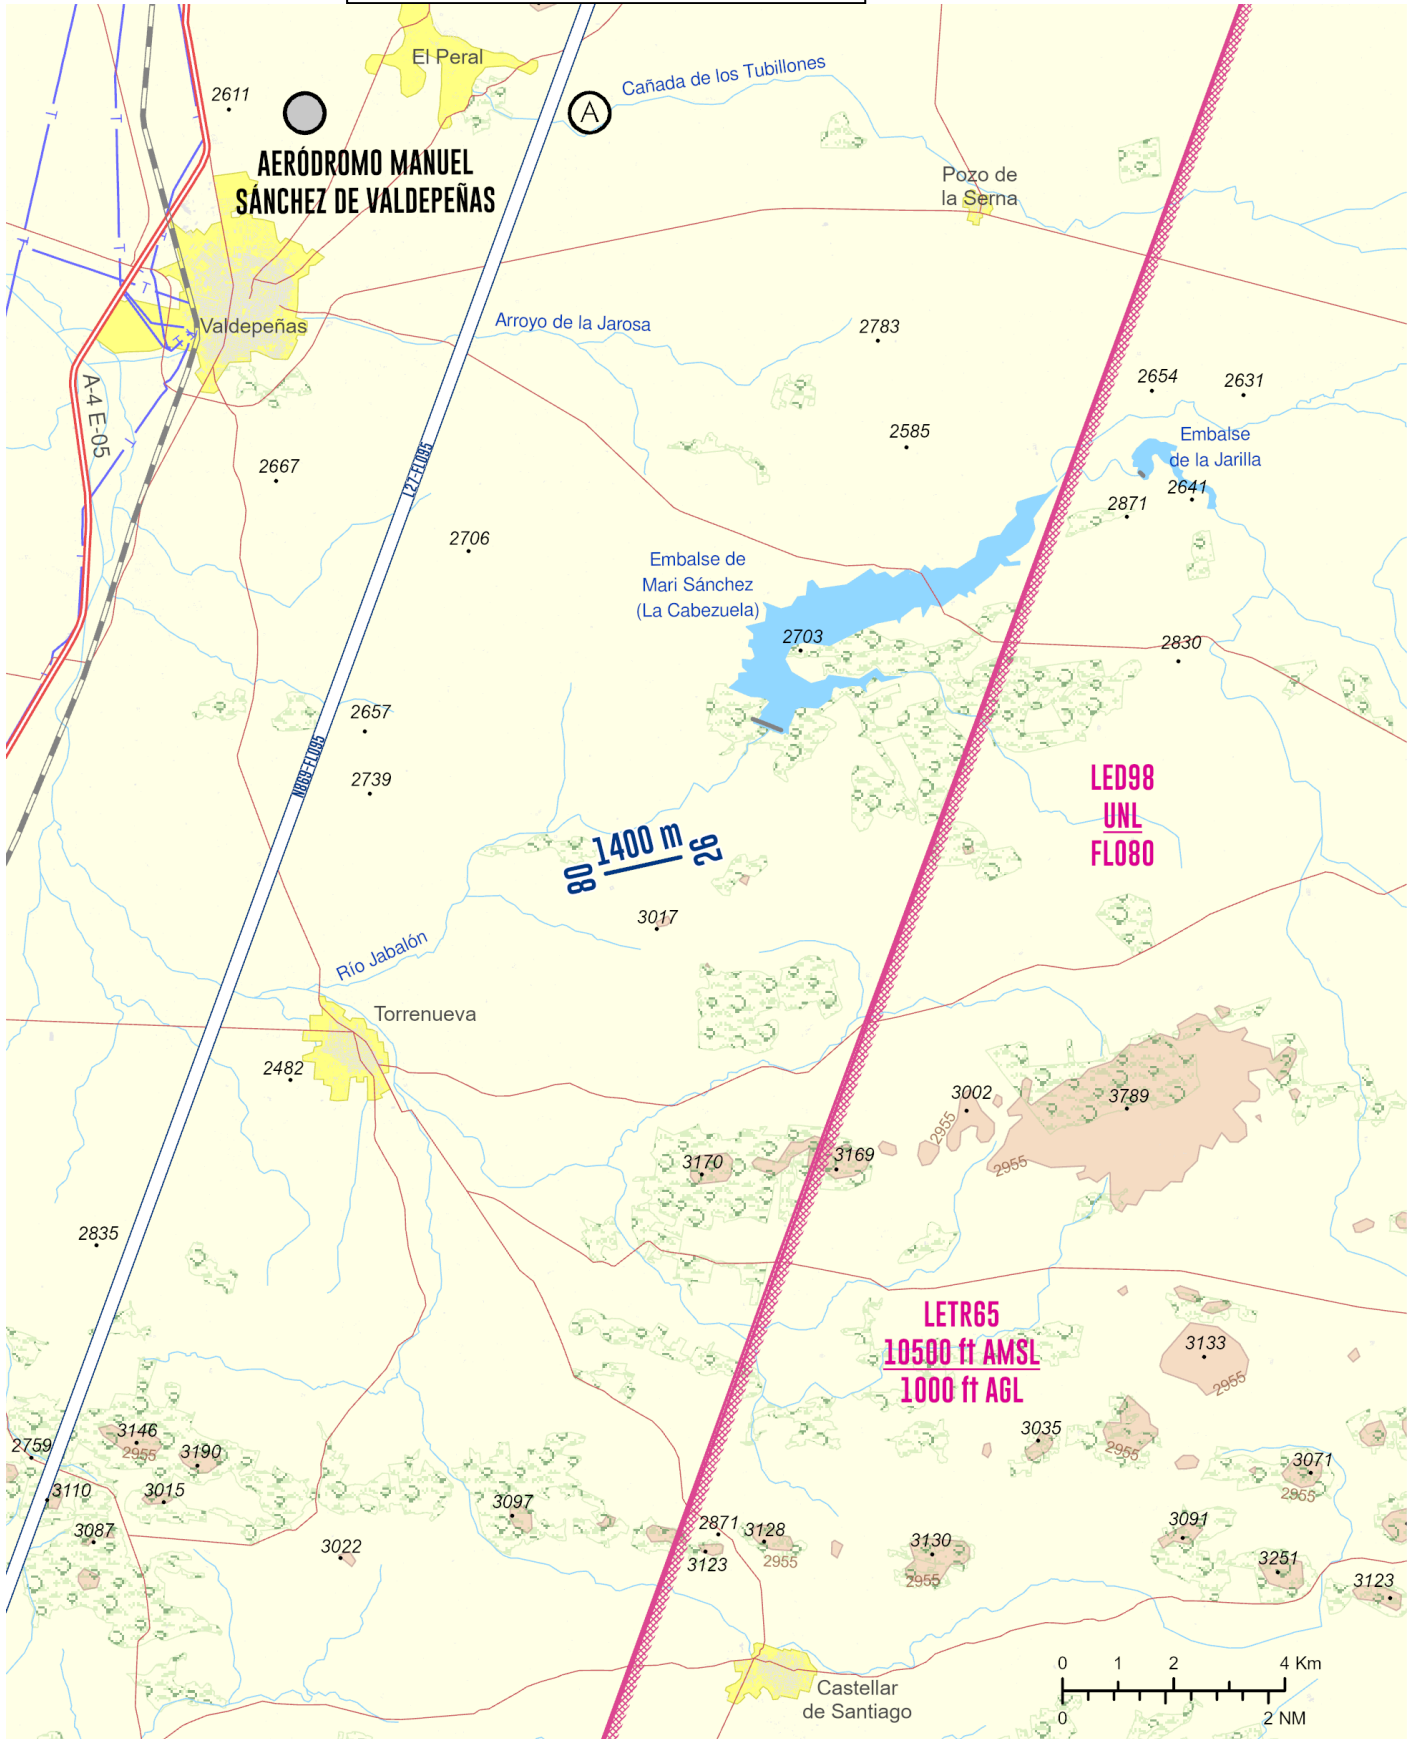 El Peral
Cañada de los Tubillones
2611
A
AERÓDROMO MANUEL
SÁNCHEZ DE VALDEPEÑAS
Pozo de
la Serna
T
T
T
T
T
T
T
T
Valdepeñas
Arroyo de la Jarosa
2783
A-4 E-05
2654
2631
2585
Embalse
de la Jarilla
2667
L27-FL095
2641
2871
2706
Embalse de
Mari Sánchez
(La Cabezuela)
2703
2830
2657
N869-FL095
2739
LED98
UNL
FL080
08
1400 m
26
3017
Río Jabalón
Torrenueva
2482
3002
3789
2955
2955
3170
3169
2835
LETR65
10500 ft AMSL
1000 ft AGL
3133
2955
3146
2955
2759
3190
3035
2955
3071
2955
3110
3015
3097
3087
2871
3128
3091
3022
3123
2955
3130
2955
3251
3123
Castellar
de Santiago
0 1 2 4 Km
0 2 NM